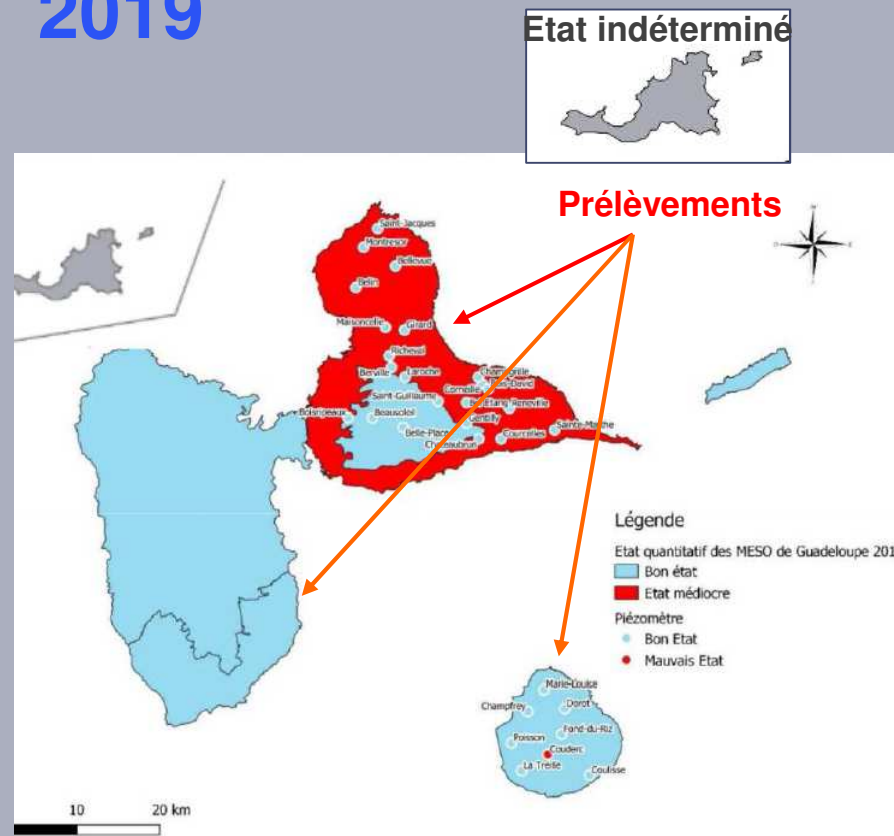 2019
Etat indéterminé
Prélèvements
Saint-Jacques
Montresor
Bellevue
Belin
Maisoncelle
Girard
Richeval
Berville
Laroche
Saint-Guillaume
Boisripeaux
Beausoleil
Belle-Place
Gentilly
Chateaubrun
Courcelles
Sainte-Marthe
Légende
Etat quantitatif des MESO de Guadeloupe 201
Bon état
Etat médiocre
Piézomètre
Bon Etat
Mauvais Etat
Marie-Louise
Champfrey
Dorot
Fond-du-Riz
Poisson
Couderc
La Treille
Coulisse
10
20 km